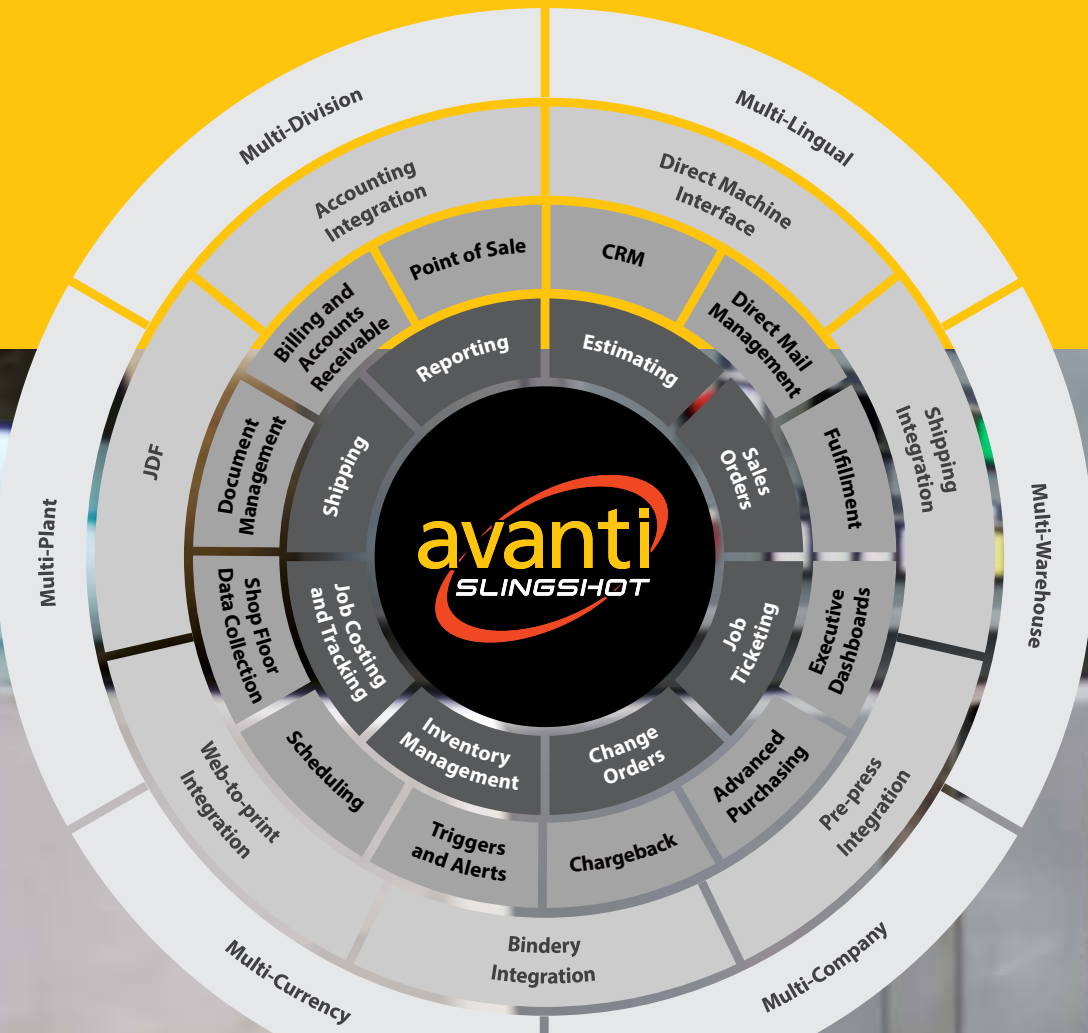 Multi-Division
Multi-Lingual
Multi-Warehouse
Multi-Company
Multi-Currency
Multi-Plant
Accounting
Integration
Direct Machine
Interface
Shipping
Integration
Pre-press
Integration
Bindery
Integration
Web-to-print
Integration
JDF
Point of Sale
CRM
Direct Mail
Management
Fulfillment
Executive
Dashboards
Advanced
Purchasing
Chargeback
Triggers
and Alerts
Scheduling
Shop Floor
Data Collection
Document
Management
Billing and
Accounts
Receivable
Reporting
Estimating
Sales
Orders
Job
Ticketing
Change
Orders
Inventory
Management
Job Costing
and Tracking
Shipping
avanti
SLINGSHOT